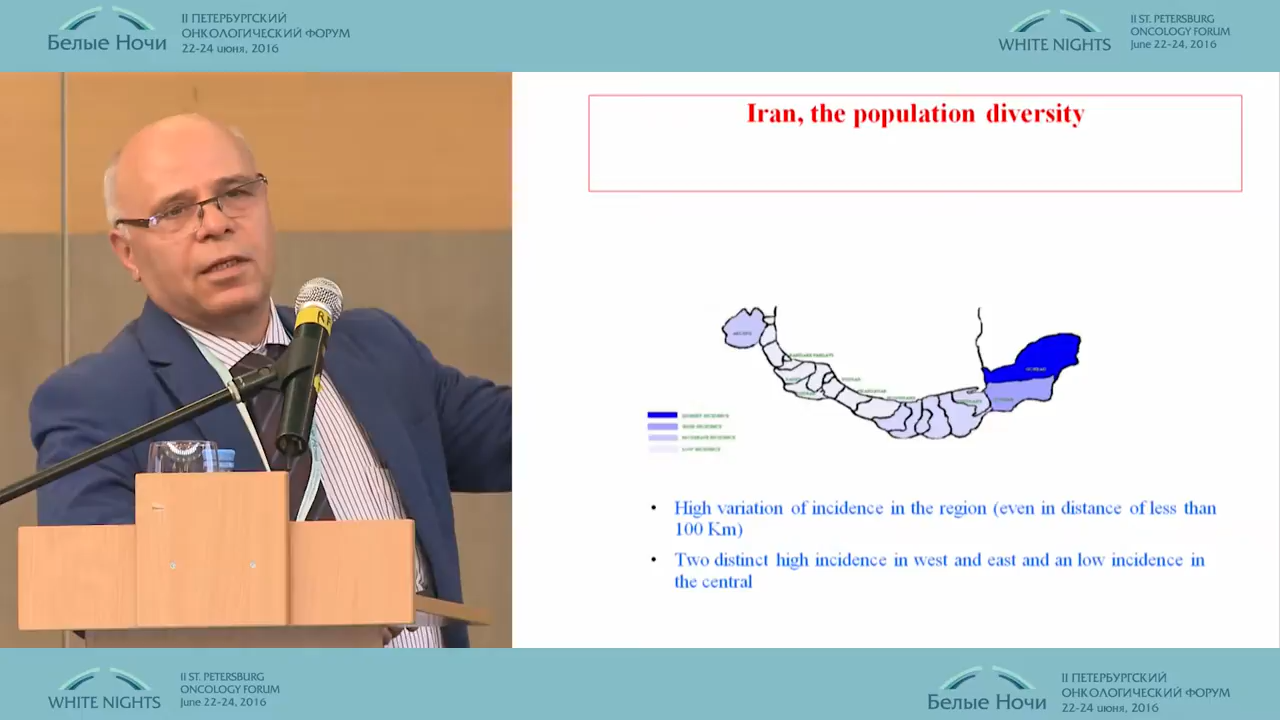 Белые Ночи
II ПЕТЕРБУРГСКИЙ
ОНКОЛОГИЧЕСКИЙ ФОРУМ
22-24 июня, 2016
WHITE NIGHTS
II ST. PETERSBURG
ONCOLOGY FORUM
June 22-24, 2016
Iran, the population diversity
• High variation of incidence in the region (even in distance of less than
100 Km)
• Two distinct high incidence in west and east and an low incidence in
the central
WHITE NIGHTS
II ST. PETERSBURG
ONCOLOGY FORUM
June 22-24, 2016
Белые Ночи
II ПЕТЕРБУРГСКИЙ
ОНКОЛОГИЧЕСКИЙ ФОРУМ
22-24 июня, 2016